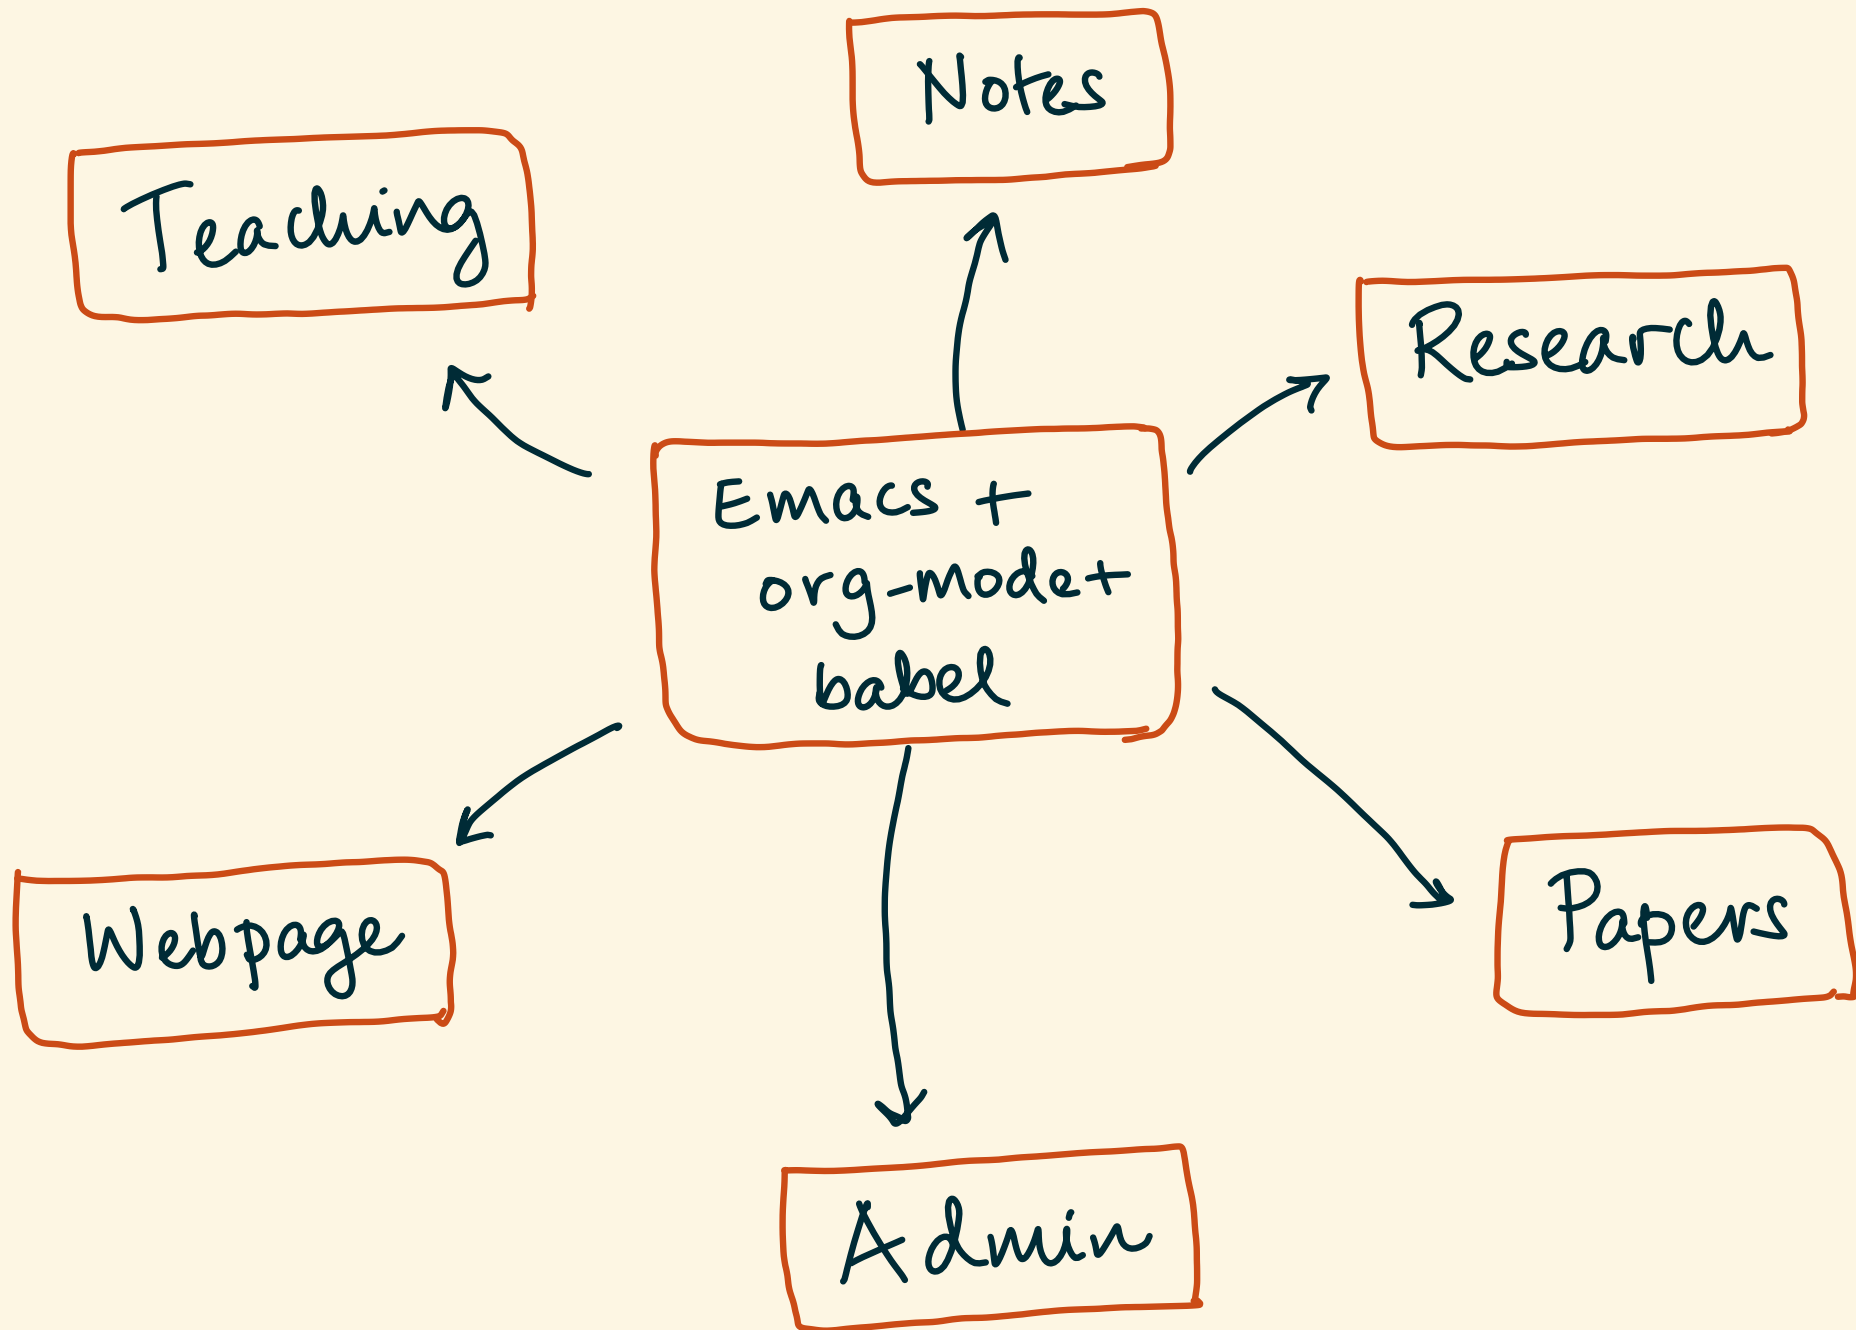 Notes
Teaching
Research
Emacs +
org-mode+
babel
Webpage
Papers
Admin